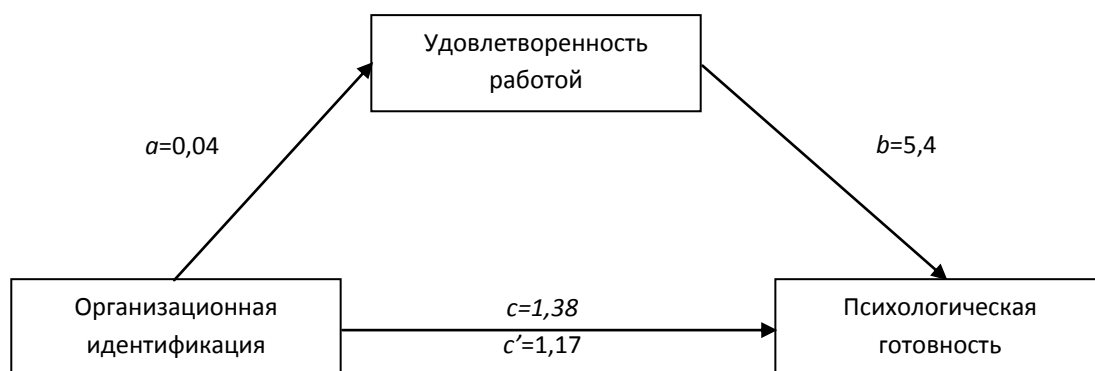 Удовлетворенность
работой
a=0,04
b=5,4
Организационная
идентификация
c=1,38
c'=1,17
Психологическая
готовность